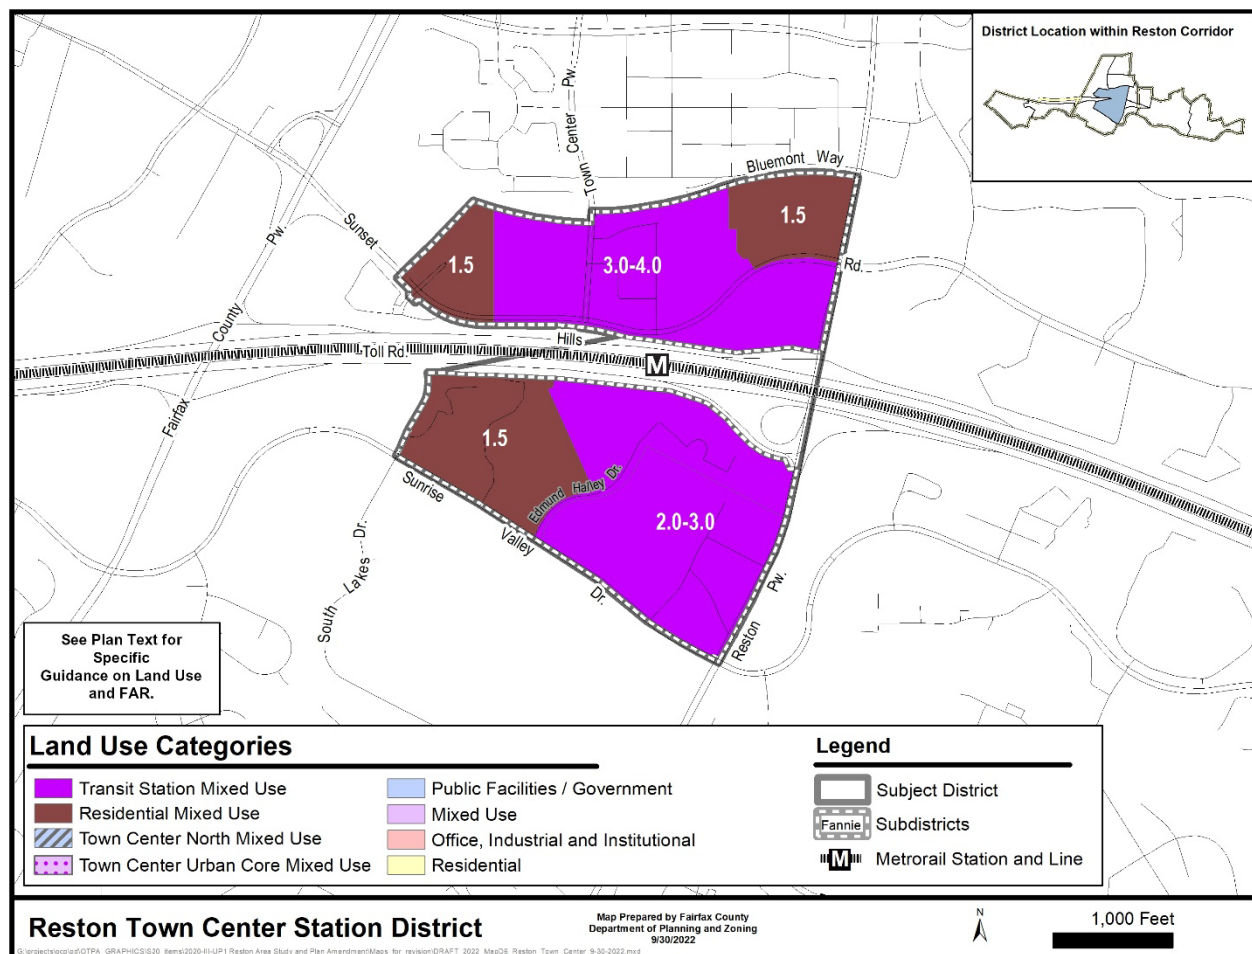 District Location within Reston Corridor
Town Center Pw.
Bluemont Way
Sunset
Fairfax County Pw.
1.5
3.0-4.0
1.5
Rd.
Hills
Toll Rd.
M
1.5
Edmund Halley Dr.
2.0-3.0
Sunrise Valley Dr.
South Lakes Dr.
Reston Pw.
See Plan Text for
Specific
Guidance on Land Use
and FAR.
Land Use Categories
Transit Station Mixed Use
Residential Mixed Use
Town Center North Mixed Use
Town Center Urban Core Mixed Use
Public Facilities / Government
Mixed Use
Office, Industrial and Institutional
Residential
Legend
Subject District
Fannie
Subdistricts
M
Metrorail Station and Line
Reston Town Center Station District
Map Prepared by Fairfax County
Department of Planning and Zoning
9/30/2022
N
1,000 Feet